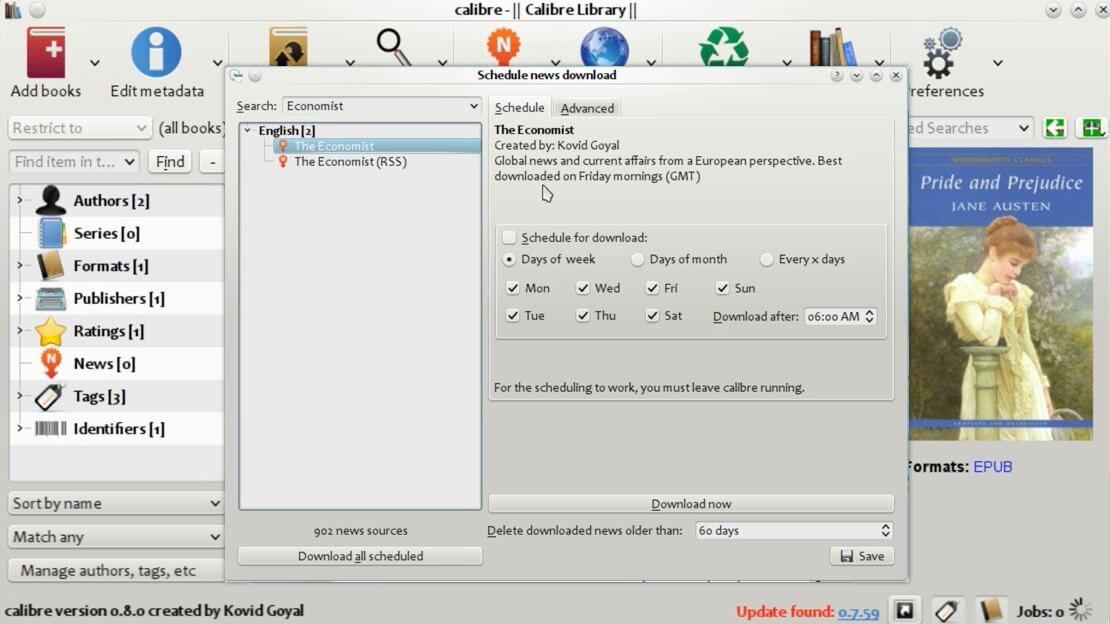 calibre - || Calibre Library ||
Add books
Edit metadata
references
Restrict to
(all books)
ed Searches
Find item in t...
Find
-
Authors [2]
Series [0]
Formats [1]
Publishers [1]
Ratings [1]
News [0]
Tags [3]
Identifiers [1]
Sort by name
Match any
Manage authors, tags, etc
Schedule news download
Search: Economist
English [2]
The Economist
The Economist (RSS)
902 news sources
Download all scheduled
Schedule
Advanced
The Economist
Created by: Kovid Goyal
Global news and current affairs from a European perspective. Best
downloaded on Friday mornings (GMT)
Schedule for download:
Days of week Days of month Every x days
Mon Wed Fri Sun
Tue Thu Sat Download after: 06:00 AM
For the scheduling to work, you must leave calibre running.
Download now
Delete downloaded news older than: 60 days
Save
WORDSWORTH CLASSICS
Pride and Prejudice
JANE AUSTEN
COMPLETE AND UNABRIDGED
Formats: EPUB
calibre version 0.8.0 created by Kovid Goyal
Update found: 0.7.59
Jobs: 0